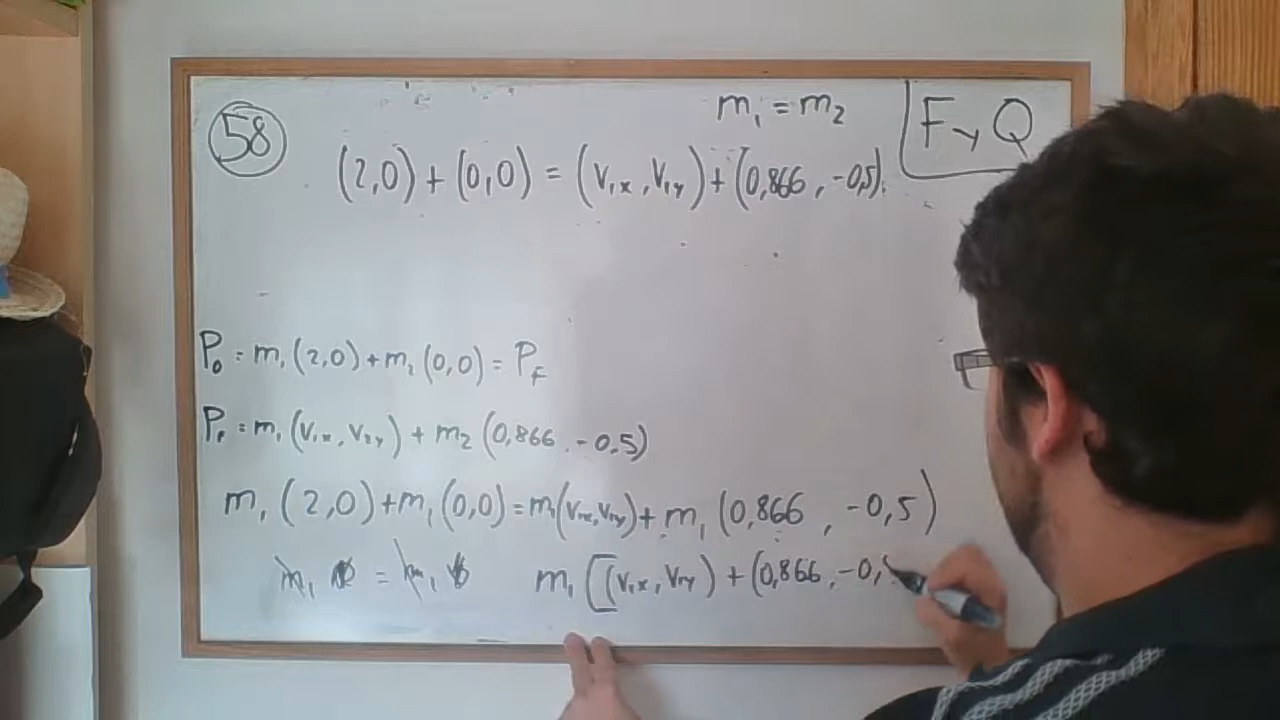 58
m₁ = m₂
F y Q
(2,0) + (0,0) = (V₁ₓ, V₁ᵧ) + (0,866, -0,5)
P₀ = m₁(2,0) + m₂(0,0) = P_F
P_F = m₁(V₁ₓ, V₁ᵧ) + m₂(0,866, -0,5)
m₁(2,0) + m₁(0,0) = m₁(V₁ₓ, V₁ᵧ) + m₁(0,866, -0,5)
m₁ = m₁ m₁[(V₁ₓ, V₁ᵧ) + (0,866, -0,